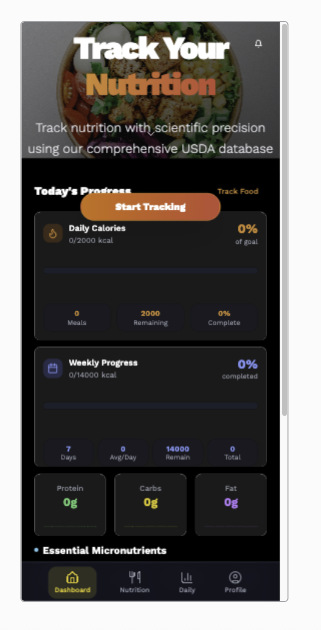 Track Your
Nutrition
Track nutrition with scientific precision
using our comprehensive USDA database
Today's Progress
Track Food
Start Tracking
Daily Calories
0/2000 kcal
0%
of goal
0
Meals
2000
Remaining
0%
Complete
Weekly Progress
0/14000 kcal
0%
completed
7
Days
0
Avg/Day
14000
Remain
0
Total
Protein
0g
Carbs
0g
Fat
0g
Essential Micronutrients
Dashboard
Nutrition
Daily
Profile